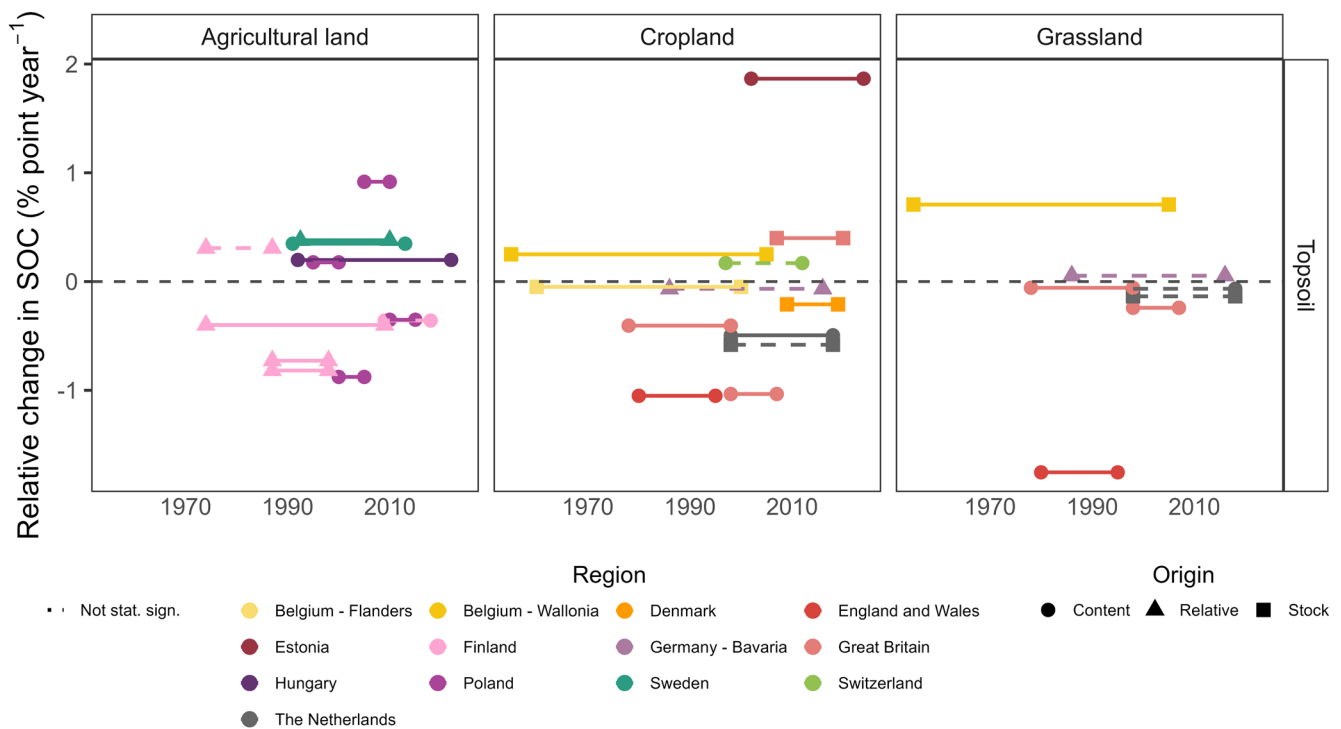 Agricultural land
Cropland
Grassland
Relative change in SOC (% point year−1)
2
1
0
-1
Topsoil
1970 1990 2010
1970 1990 2010
1970 1990 2010
Region
Origin
Not stat. sign.
Belgium - Flanders
Belgium - Wallonia
Denmark
England and Wales
Content
Relative
Stock
Estonia
Finland
Germany - Bavaria
Great Britain
Hungary
Poland
Sweden
Switzerland
The Netherlands